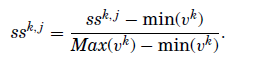 ss^{k,j} = \frac{ss^{k,j} − min(v^k)}{Max(v^k) − min(v^k)}.